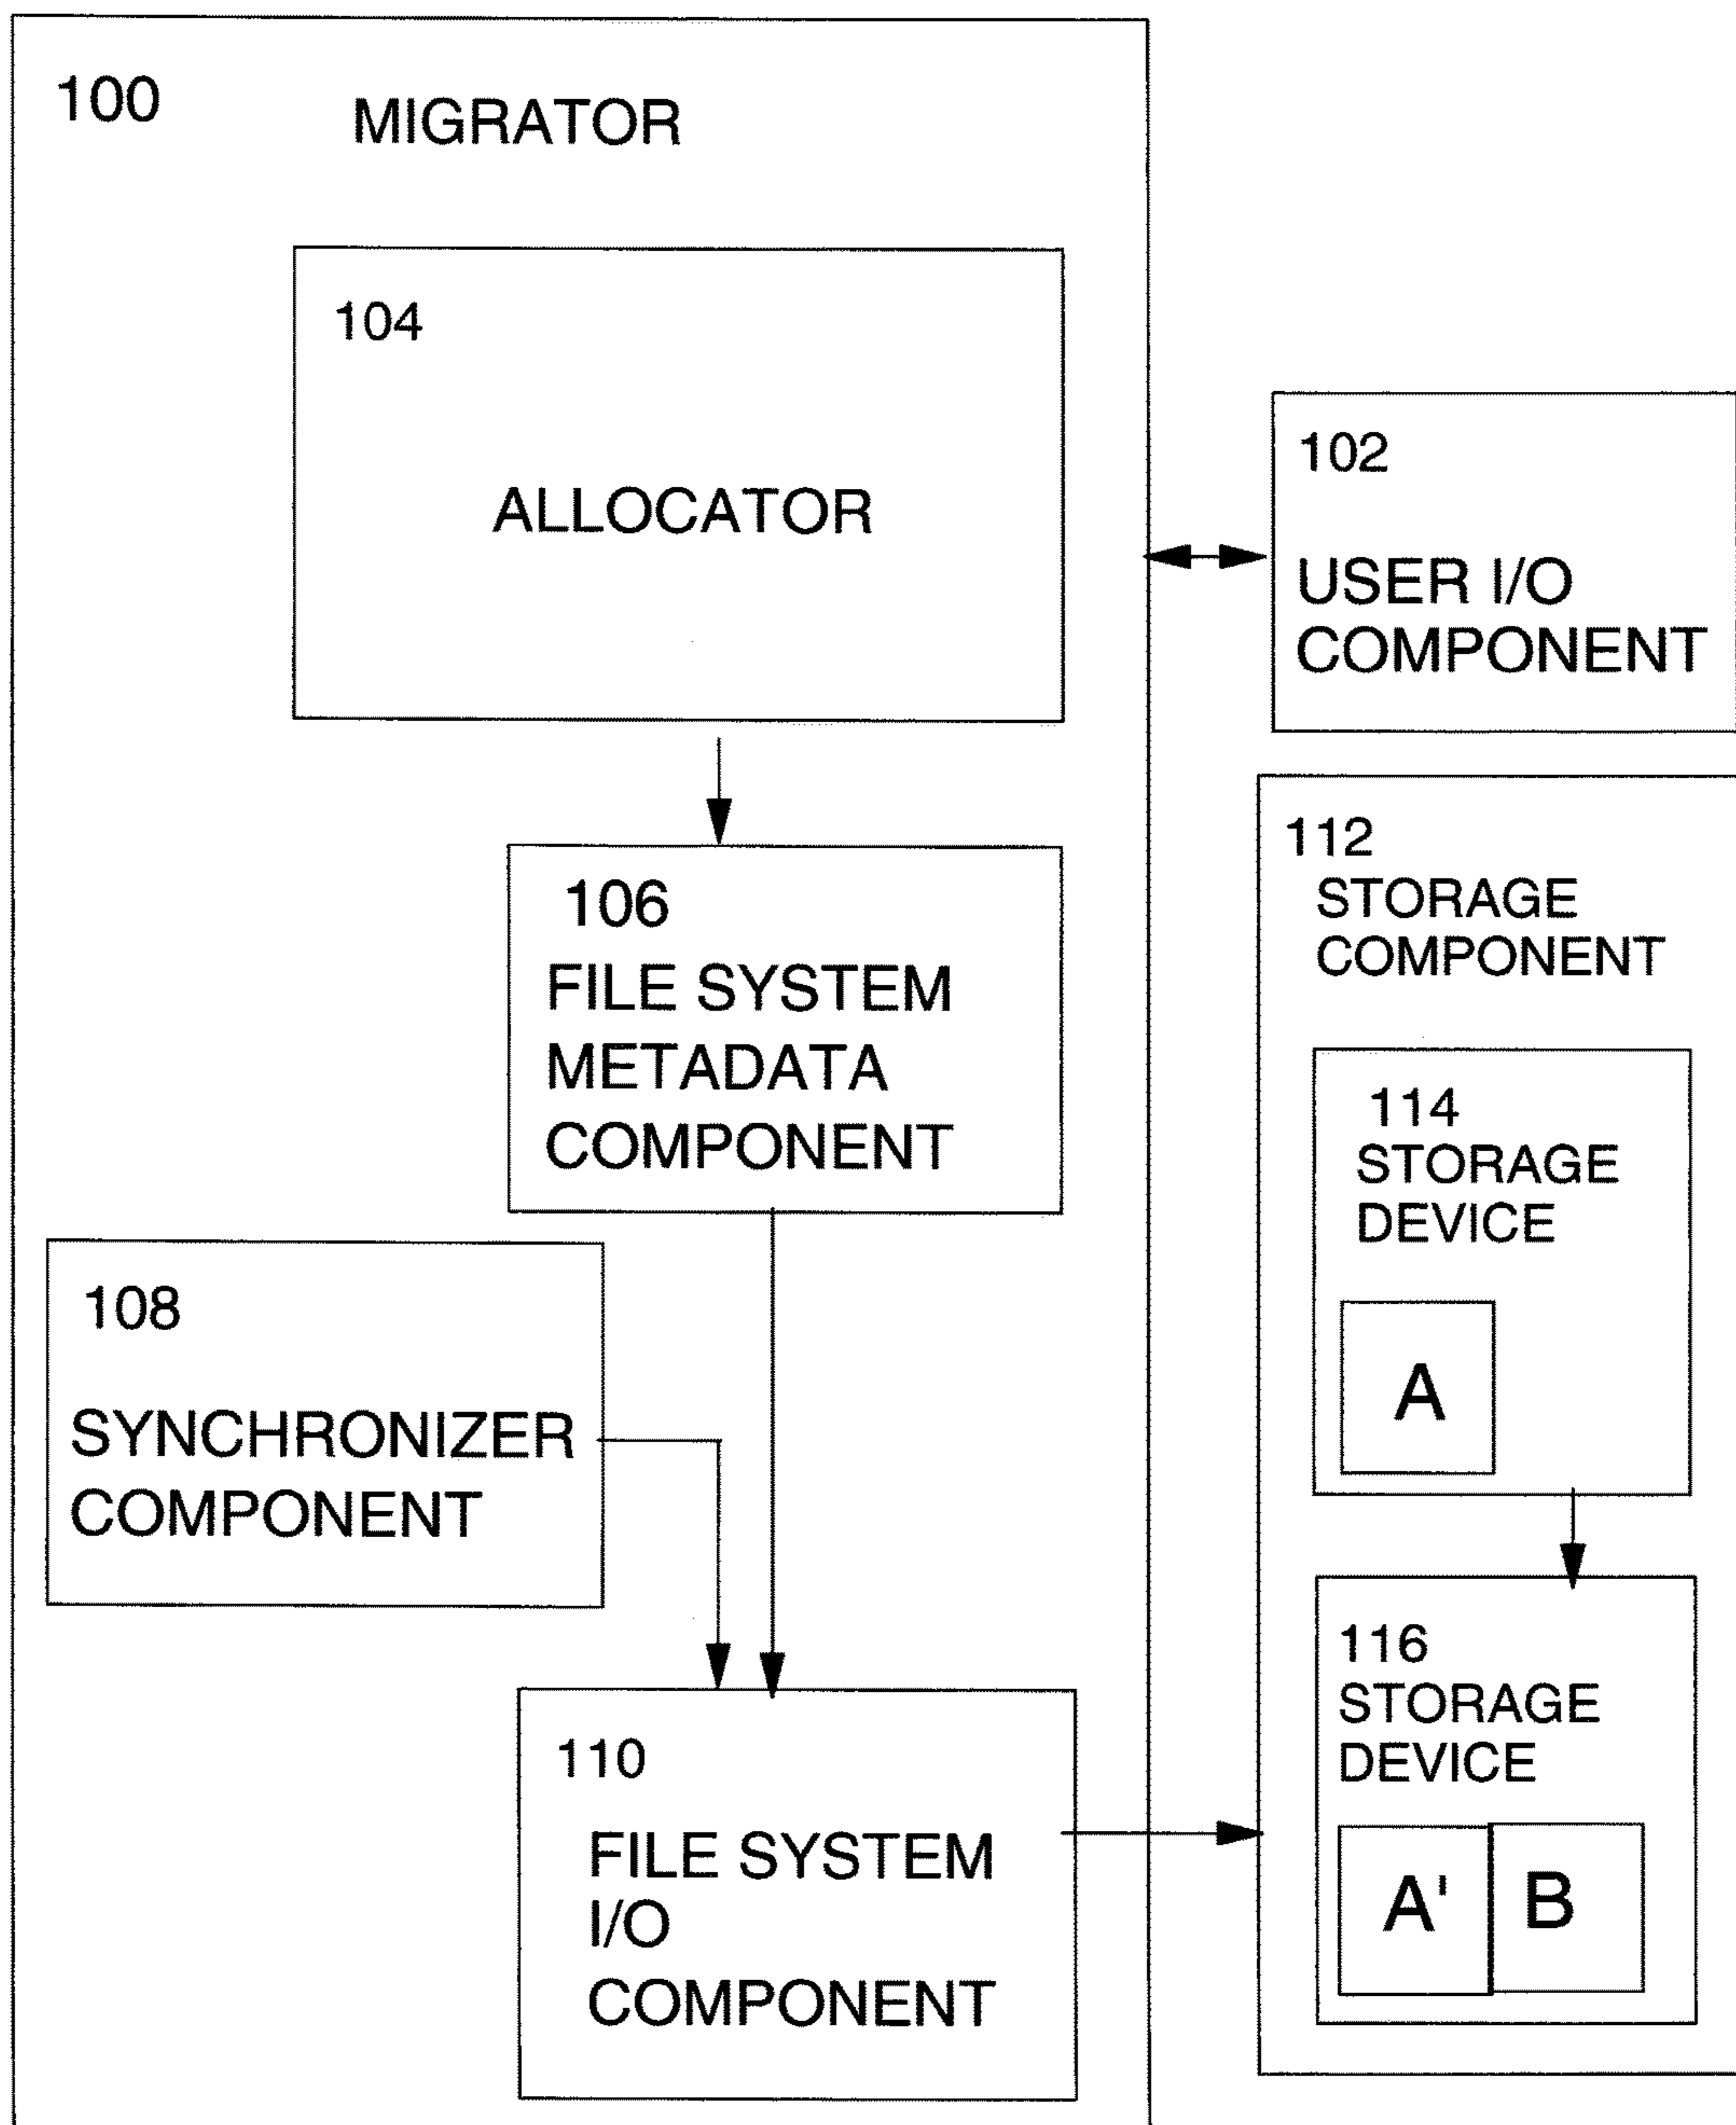 100
MIGRATOR
104
ALLOCATOR
102
USER I/O
COMPONENT
106
FILE SYSTEM
METADATA
COMPONENT
108
SYNCHRONIZER
COMPONENT
110
FILE SYSTEM
I/O
COMPONENT
112
STORAGE
COMPONENT
114
STORAGE
DEVICE
A
116
STORAGE
DEVICE
A'
B